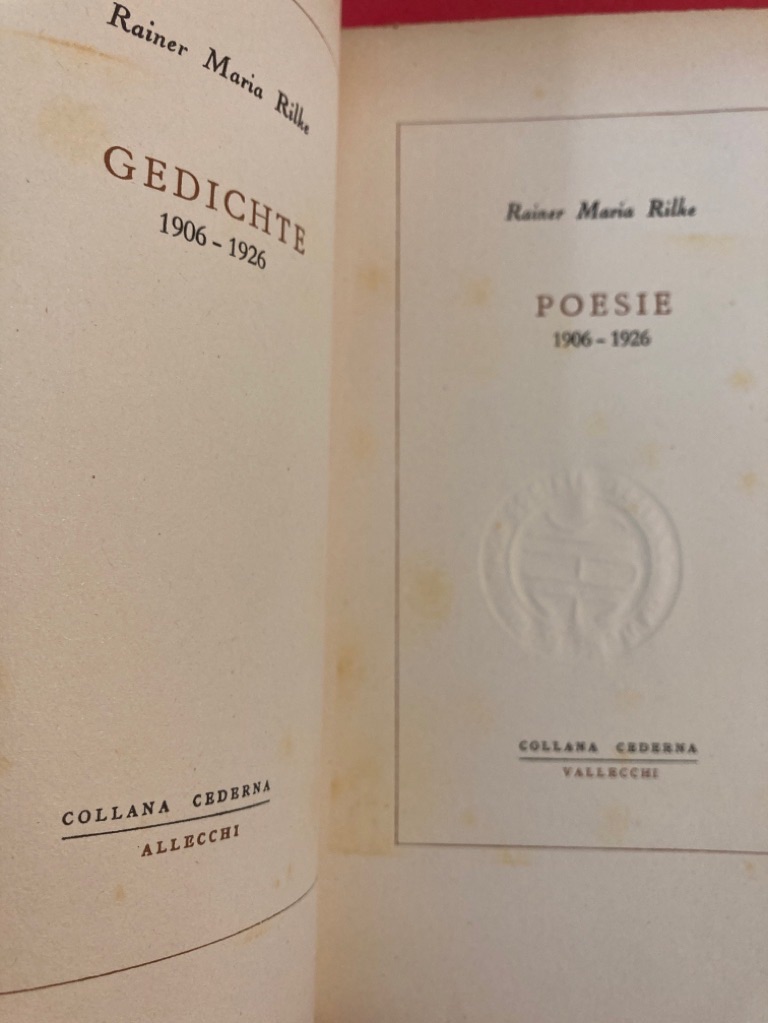 Rainer Maria Rilke
GEDICHTE
1906 - 1926
COLLANA CEDERNA
ALLECCHI
Rainer Maria Rilke
POESIE
1906 - 1926
COLLANA CEDERNA
VALLECCHI